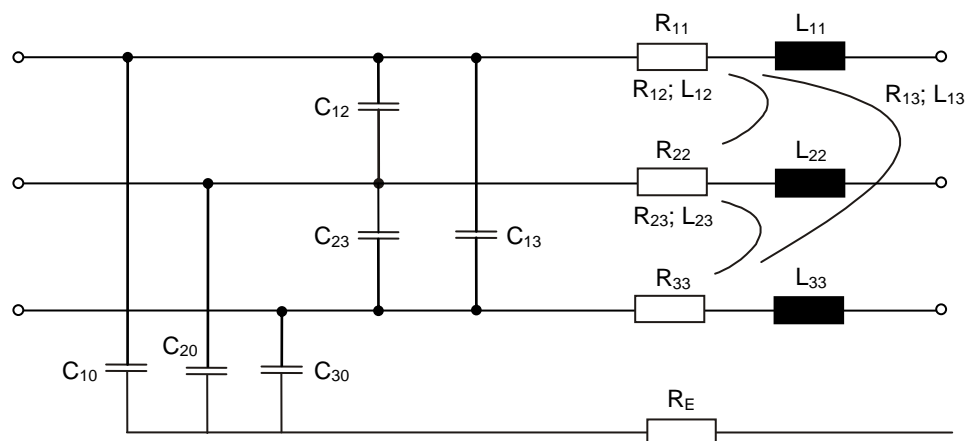 R11 L11
R12; L12 R13; L13
C12
R22 L22
R23; L23
C23 C13
R33 L33
C10 C20 C30
RE